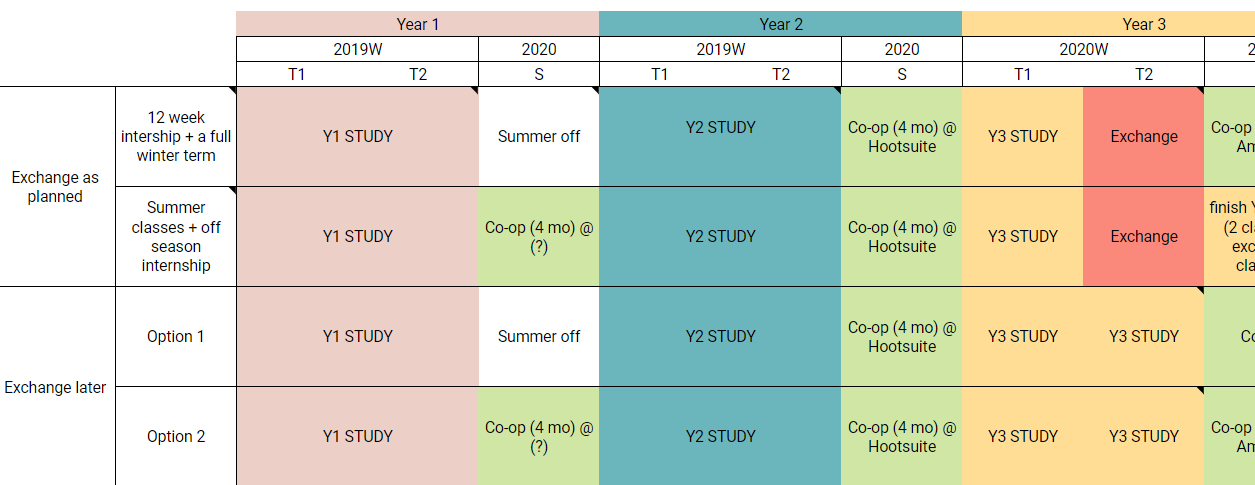 Year 1 Year 2 Year 3
2019W 2020 2019W 2020 2020W 2
T1 T2 S T1 T2 S T1 T2
Exchange as
planned
12 week
intership + a full
winter term
Y1 STUDY
Summer off
Y2 STUDY
Co-op (4 mo) @
Hootsuite
Y3 STUDY
Exchange
Co-op
Am
Summer
classes + off
season
internship
Y1 STUDY
Co-op (4 mo) @
(?)
Y2 STUDY
Co-op (4 mo) @
Hootsuite
Y3 STUDY
Exchange
finish Y
(2 cla
exc
cla
Exchange later
Option 1
Y1 STUDY
Summer off
Y2 STUDY
Co-op (4 mo) @
Hootsuite
Y3 STUDY
Y3 STUDY
Co
Option 2
Y1 STUDY
Co-op (4 mo) @
(?)
Y2 STUDY
Co-op (4 mo) @
Hootsuite
Y3 STUDY
Y3 STUDY
Co-op
Am